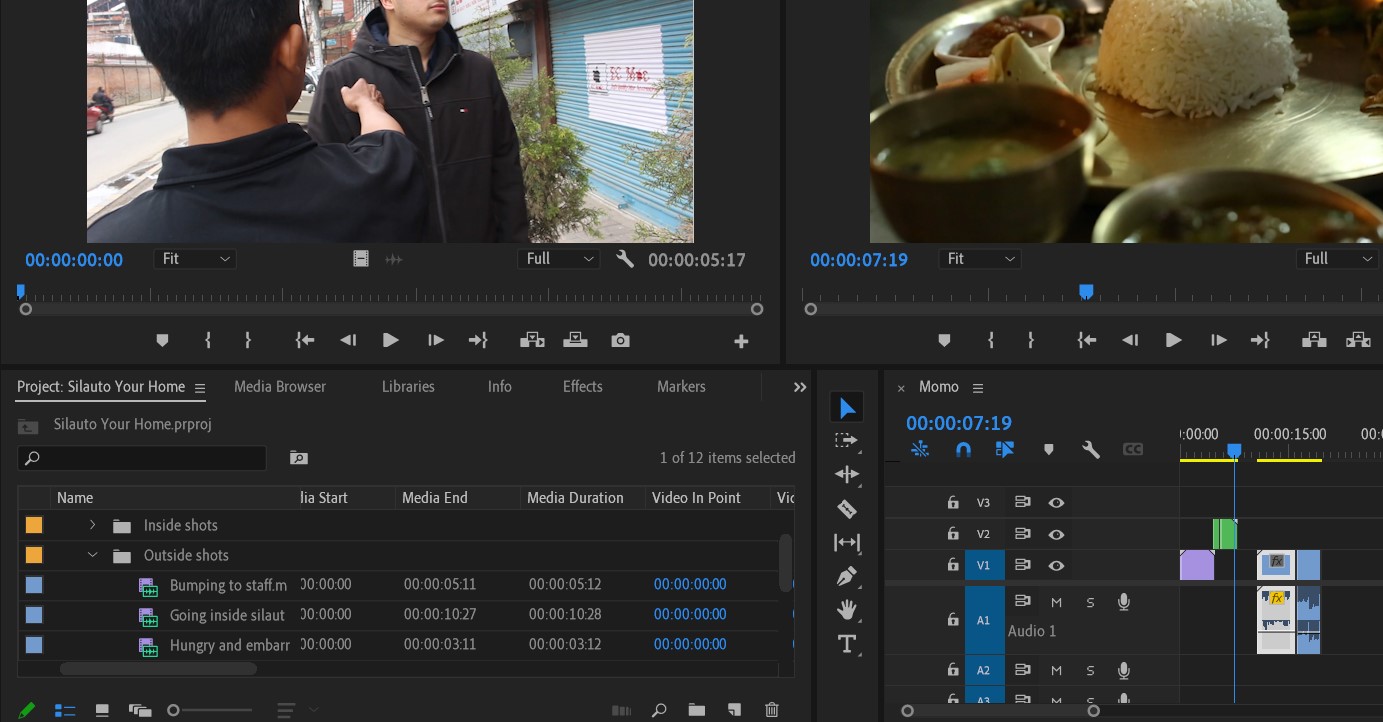 00:00:00:00 Fit Full 00:00:05:17
00:00:07:19 Fit Full
Project: Silauto Your Home Media Browser Libraries Info Effects Markers
Silauto Your Home.prproj
1 of 12 items selected
Name lia Start Media End Media Duration Video In Point Vic
Inside shots
Outside shots
Bumping to staff.m 00:00:00 00:00:05:11 00:00:05:12 00:00:00:00
Going inside silaut 00:00:00 00:00:10:27 00:00:10:28 00:00:00:00
Hungry and embarr 00:00:00 00:00:03:11 00:00:03:12 00:00:00:00
× Momo
00:00:07:19
:00:00 00:00:15:00 00:0
CC
V3
V2
V1
fx
A1 M S
fx
Audio 1
A2 M S
A3 M S
T